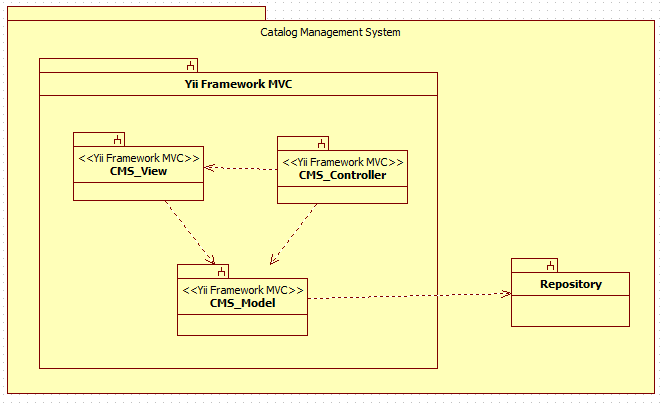 Catalog Management System
Yii Framework MVC
<<Yii Framework MVC>>
CMS_View
<<Yii Framework MVC>>
CMS_Controller
<<Yii Framework MVC>>
CMS_Model
Repository